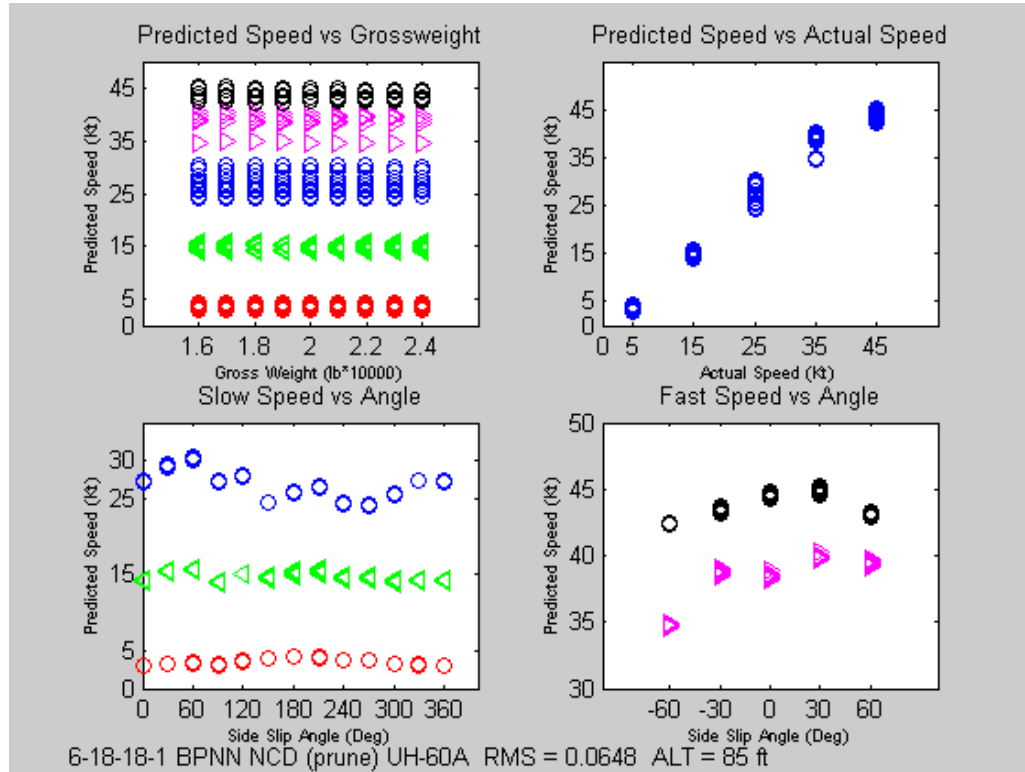 Predicted Speed vs Grossweight
Predicted Speed vs Actual Speed
Predicted Speed (Kt)
45
35
25
15
5
0
1.6 1.8 2 2.2 2.4
Gross Weight (lb*10000)
Predicted Speed (Kt)
45
35
25
15
5
0
0 5 15 25 35 45
Actual Speed (Kt)
Slow Speed vs Angle
Fast Speed vs Angle
Predicted Speed (Kt)
30
25
15
5
0
0 60 120 180 240 300 360
Side Slip Angle (Deg)
Predicted Speed (Kt)
50
45
40
35
30
-60 -30 0 30 60
Side Slip Angle (Deg)
6-18-18-1 BPNN NCD (prune) UH-60A RMS = 0.0648 ALT = 85 ft